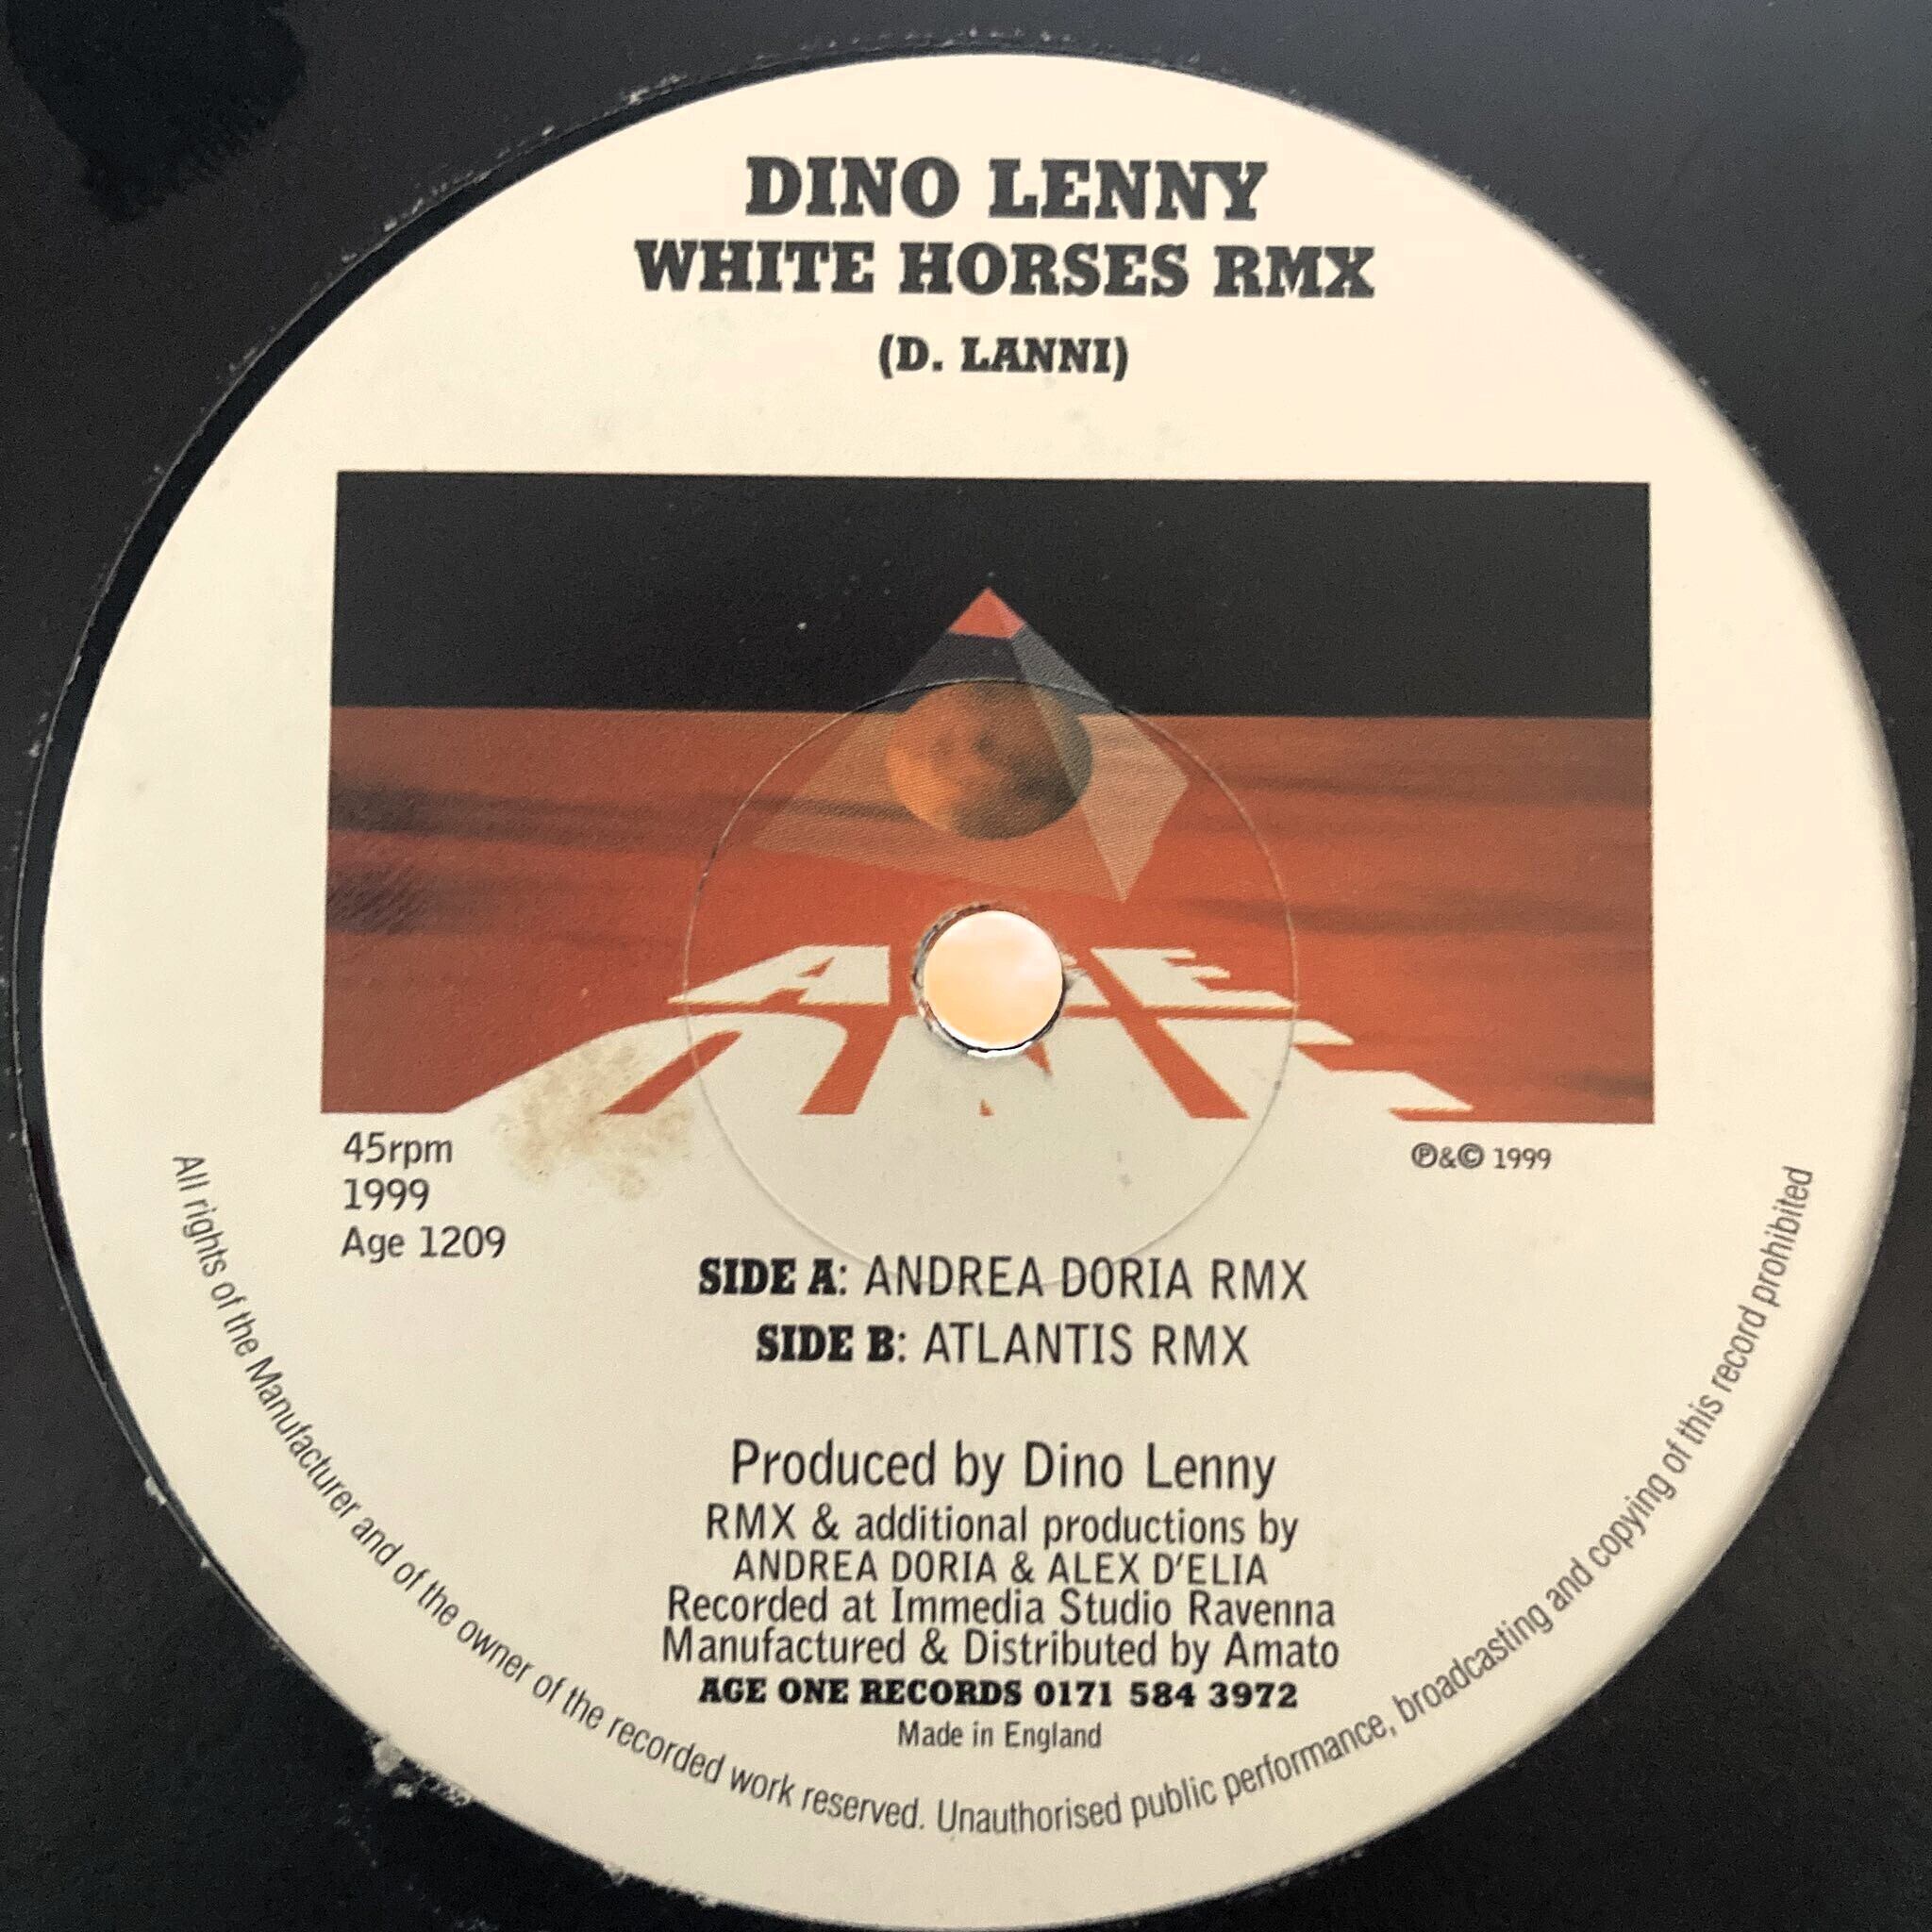 DINO LENNY
WHITE HORSES RMX
(D. LANNI)
AGE
ONE
45rpm
1999
Age 1209
℗&© 1999
SIDE A: ANDREA DORIA RMX
SIDE B: ATLANTIS RMX
Produced by Dino Lenny
RMX & additional productions by
ANDREA DORIA & ALEX D'ELIA
Recorded at Immedia Studio Ravenna
Manufactured & Distributed by Amato
AGE ONE RECORDS 0171 584 3972
Made in England
All rights of the Manufacturer and of the owner of the recorded work reserved. Unauthorised public performance, broadcasting and copying of this record prohibited